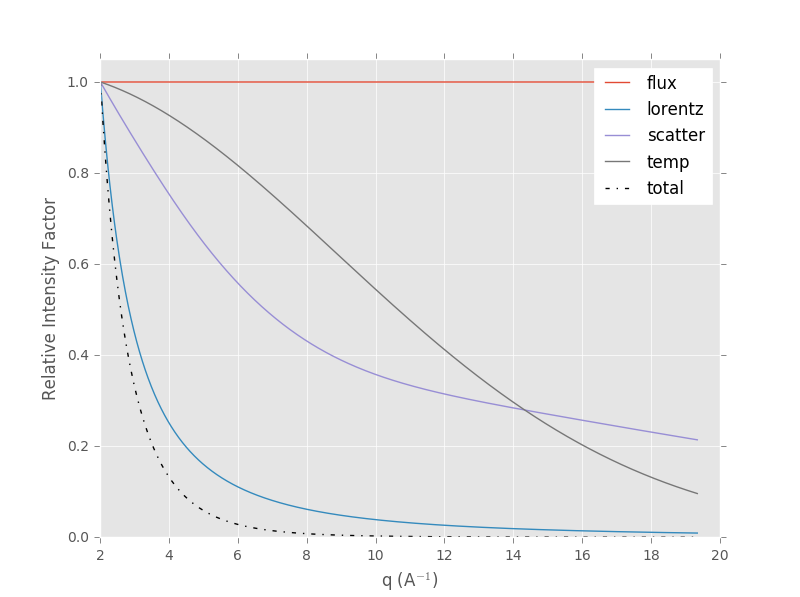 1.0
0.8
0.6
0.4
0.2
0.0
Relative Intensity Factor
flux
lorentz
scatter
temp
total
2 4 6 8 10 12 14 16 18 20
q (A⁻¹)